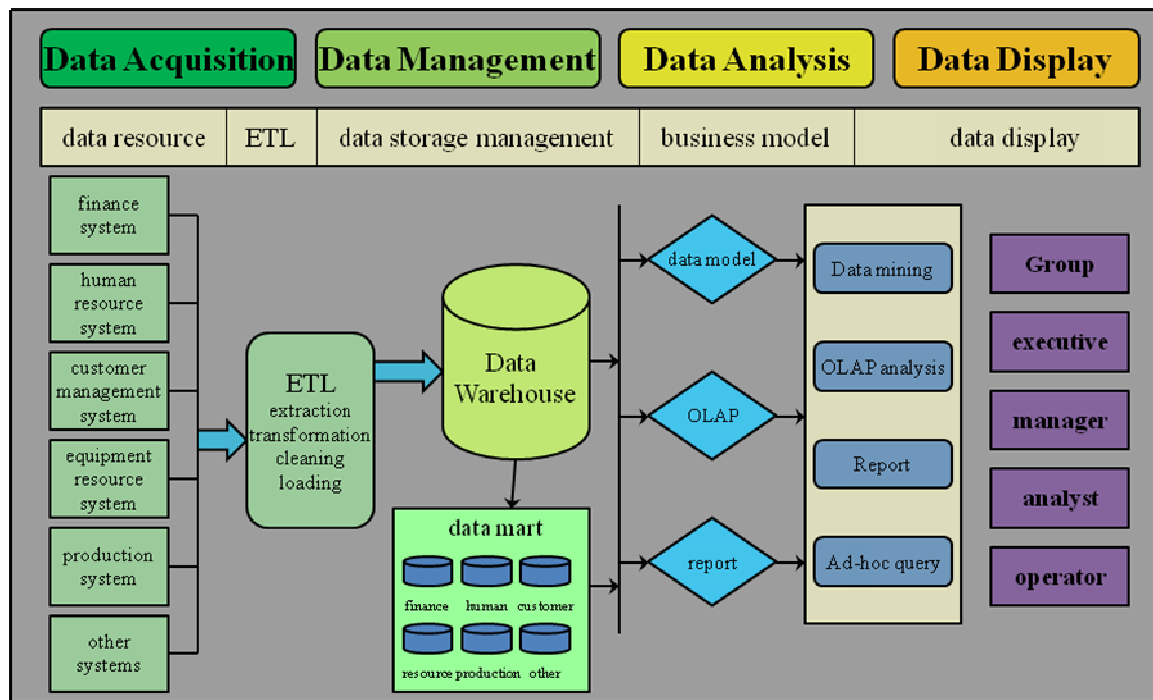 Data Acquisition
Data Management
Data Analysis
Data Display
data resource
ETL
data storage management
business model
data display
finance
system
human
resource
system
customer
management
system
equipment
resource
system
production
system
other
systems
ETL
extraction
transformation
cleaning
loading
Data
Warehouse
data mart
finance
human
customer
resource
production
other
data model
OLAP
report
Data mining
OLAP analysis
Report
Ad-hoc query
Group
executive
manager
analyst
operator